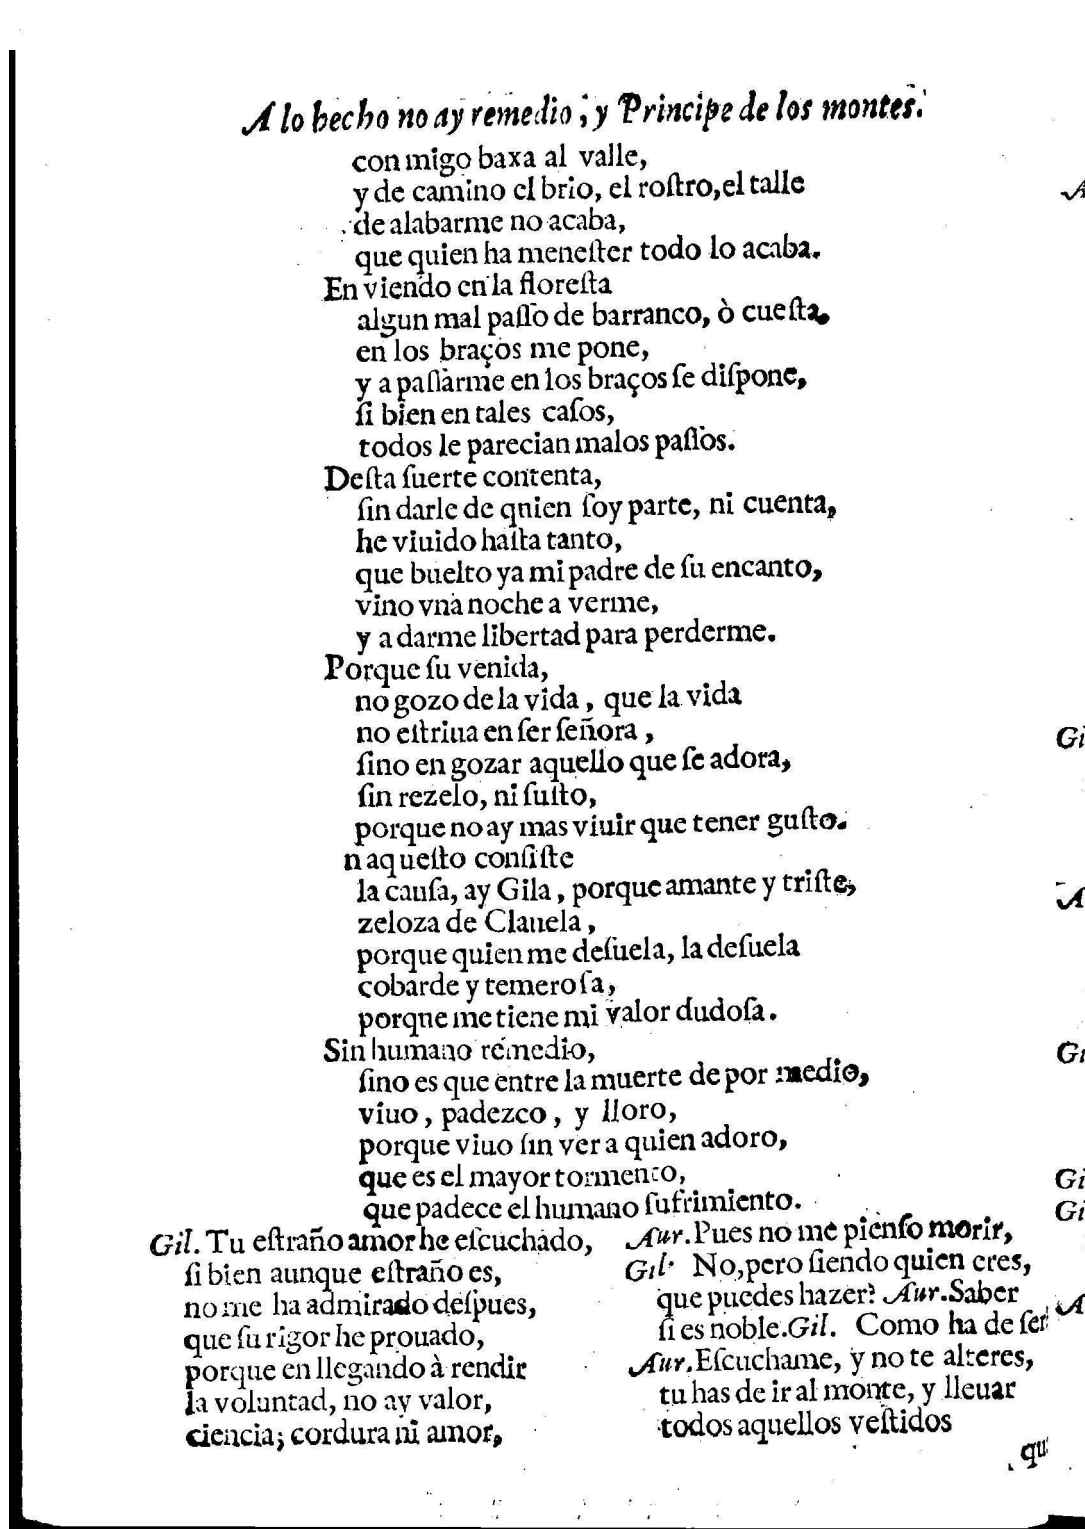 A lo hecho no ay remedio, y Principe de los montes.
con migo baxa al valle,
y de camino el brio, el roſtro, el talle
de alabarme no acaba,
que quien ha meneſter todo lo acaba.
En viendo en la floreſta
algun mal paſſo de barranco, ò cueſta,
en los braços me pone,
y a paſſarme en los braços ſe diſpone,
ſi bien en tales caſos,
todos le parecian malos paſſos.
Deſta ſuerte contenta,
ſin darle de qnien ſoy parte, ni cuenta,
he viuido haſta tanto,
que buelto ya mi padre de ſu encanto,
vino vna noche a verme,
y a darme libertad para perderme.
Porque ſu venida,
no gozo de la vida, que la vida
no eſtriua en ſer ſeñora,
ſino en gozar aquello que ſe adora,
ſin rezelo, ni ſuſto,
porque no ay mas viuir que tener guſto.
n aqueſto conſiſte
la cauſa, ay Gila, porque amante y triſte,
zeloza de Clauela,
porque quien me deſuela, la deſuela
cobarde y temeroſa,
porqne me tiene mi valor dudoſa.
Sin humano remedio,
ſino es que entre la muerte de por medio,
viuo, padezco, y lloro,
porque viuo ſin ver a quien adoro,
que es el mayor tormento,
que padece el humano ſufrimiento.
Gil. Tu eſtraño amor he eſcuchado,
ſi bien aunque eſtraño es,
no me ha admirado deſpues,
que ſu rigor he prouado,
porque en llegando à rendir
la voluntad, no ay valor,
ciencia; cordura ni amor,
Aur. Pues no me pienſo morir,
Gil. No, pero ſiendo quien eres,
que puedes hazer? Aur. Saber
ſi es noble. Gil. Como ha de ſer
Aur. Eſcuchame, y no te alteres,
tu has de ir al monte, y lleuar
todos aquellos veſtidos
qu
A
Gi
A
Gi
Gi
Gi
A